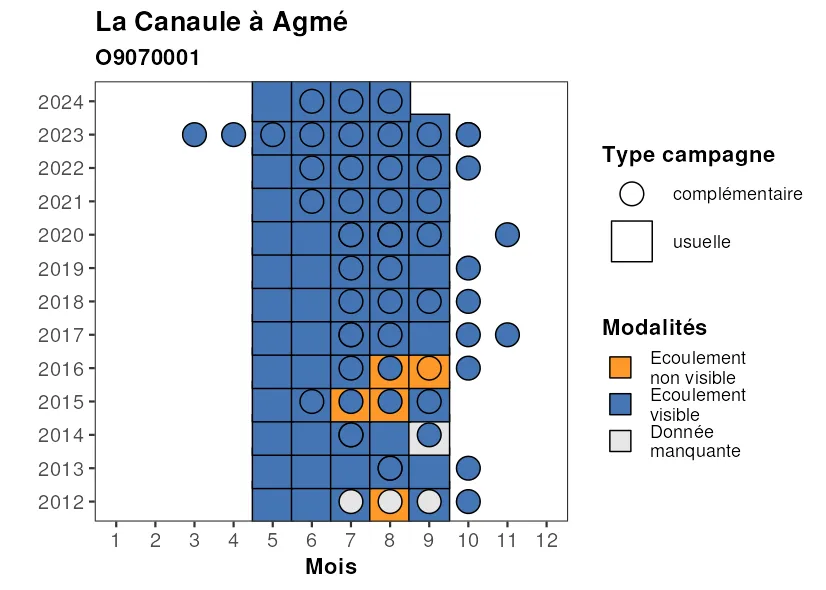 La Canaule à Agmé
O9070001
2024
2023
2022
2021
2020
2019
2018
2017
2016
2015
2014
2013
2012
1 2 3 4 5 6 7 8 9 10 11 12
Mois
Type campagne
complémentaire
usuelle
Modalités
Ecoulement
non visible
Ecoulement
visible
Donnée
manquante